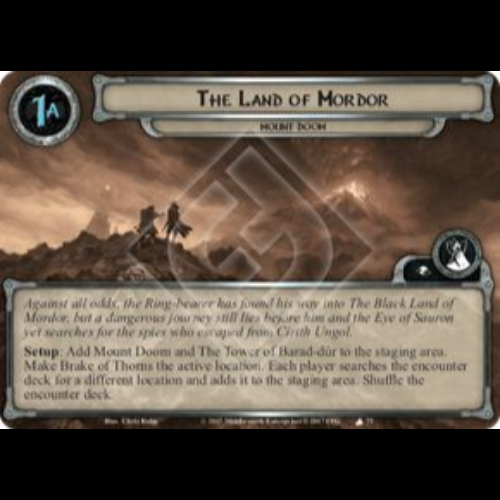 1A
THE LAND OF MORDOR
MOUNT DOOM
Against all odds, the Ring-bearer has found his way into The Black Land of
Mordor, but a dangerous journey still lies before him and the Eye of Sauron
yet searches for the spies who escaped from Cirith Ungol.
Setup: Add Mount Doom and The Tower of Barad-dûr to the staging area.
Make Brake of Thorns the active location. Each player searches the encounter
deck for a different location and adds it to the staging area. Shuffle the
encounter deck.
Illus. Chris